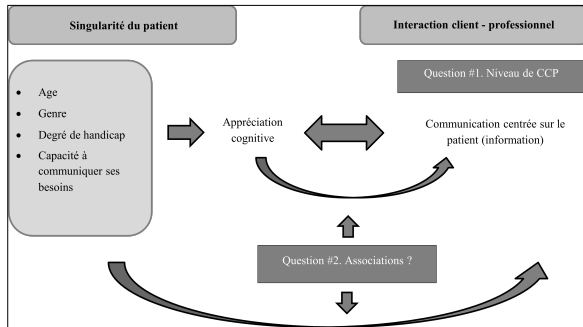 Singularité du patient
Interaction client - professionnel
Question #1. Niveau de CCP
• Age
• Genre
• Degré de handicap
• Capacité à
communiquer ses
besoins
Appréciation
cognitive
Communication centrée sur le
patient (information)
Question #2. Associations ?